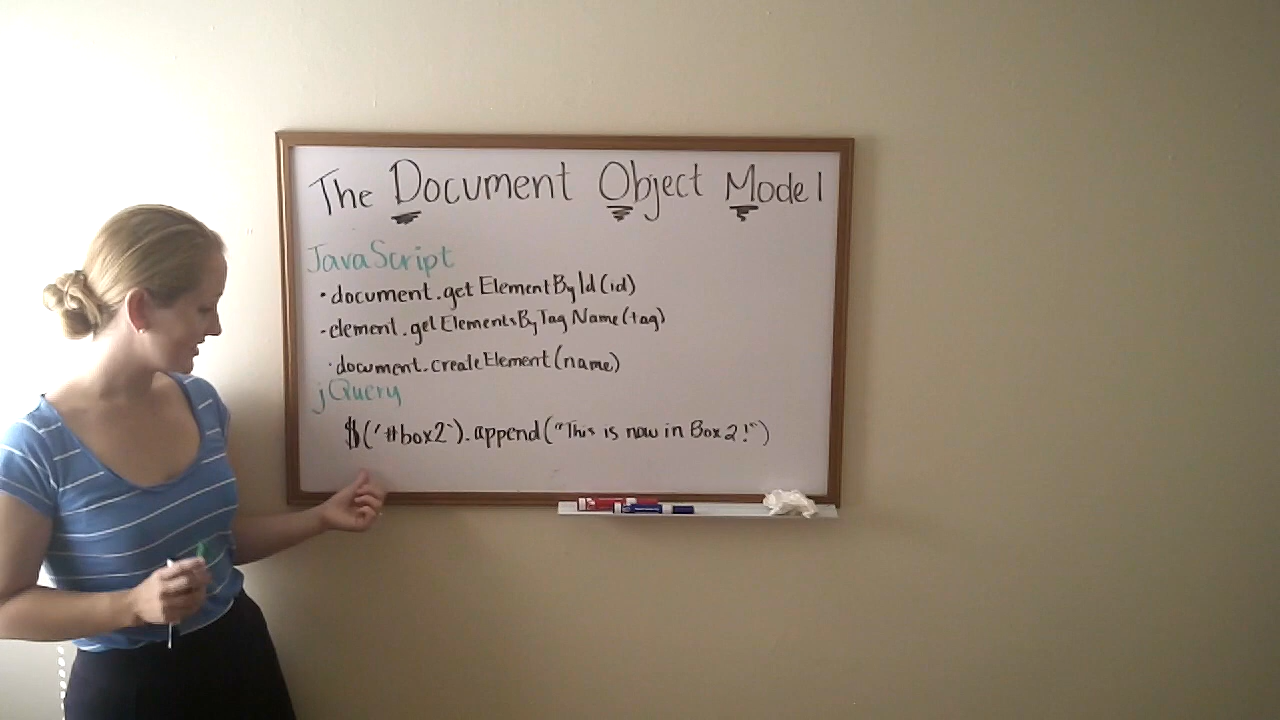 The Document Object Model
JavaScript
· document.getElementById(id)
- element.getElementsByTagName(tag)
· document.createElement(name)
jQuery
$('#box2').append("This is now in Box 2!")